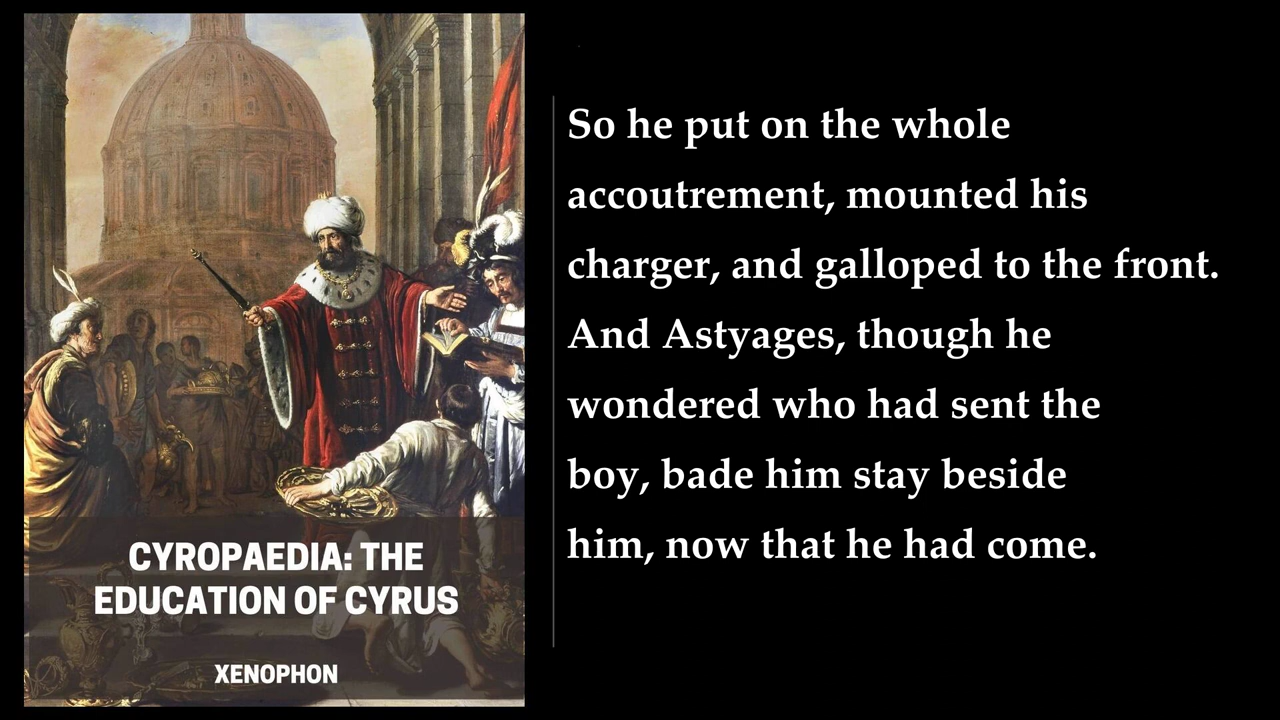 CYROPAEDIA: THE
EDUCATION OF CYRUS
XENOPHON
So he put on the whole
accoutrement, mounted his
charger, and galloped to the front.
And Astyages, though he
wondered who had sent the
boy, bade him stay beside
him, now that he had come.